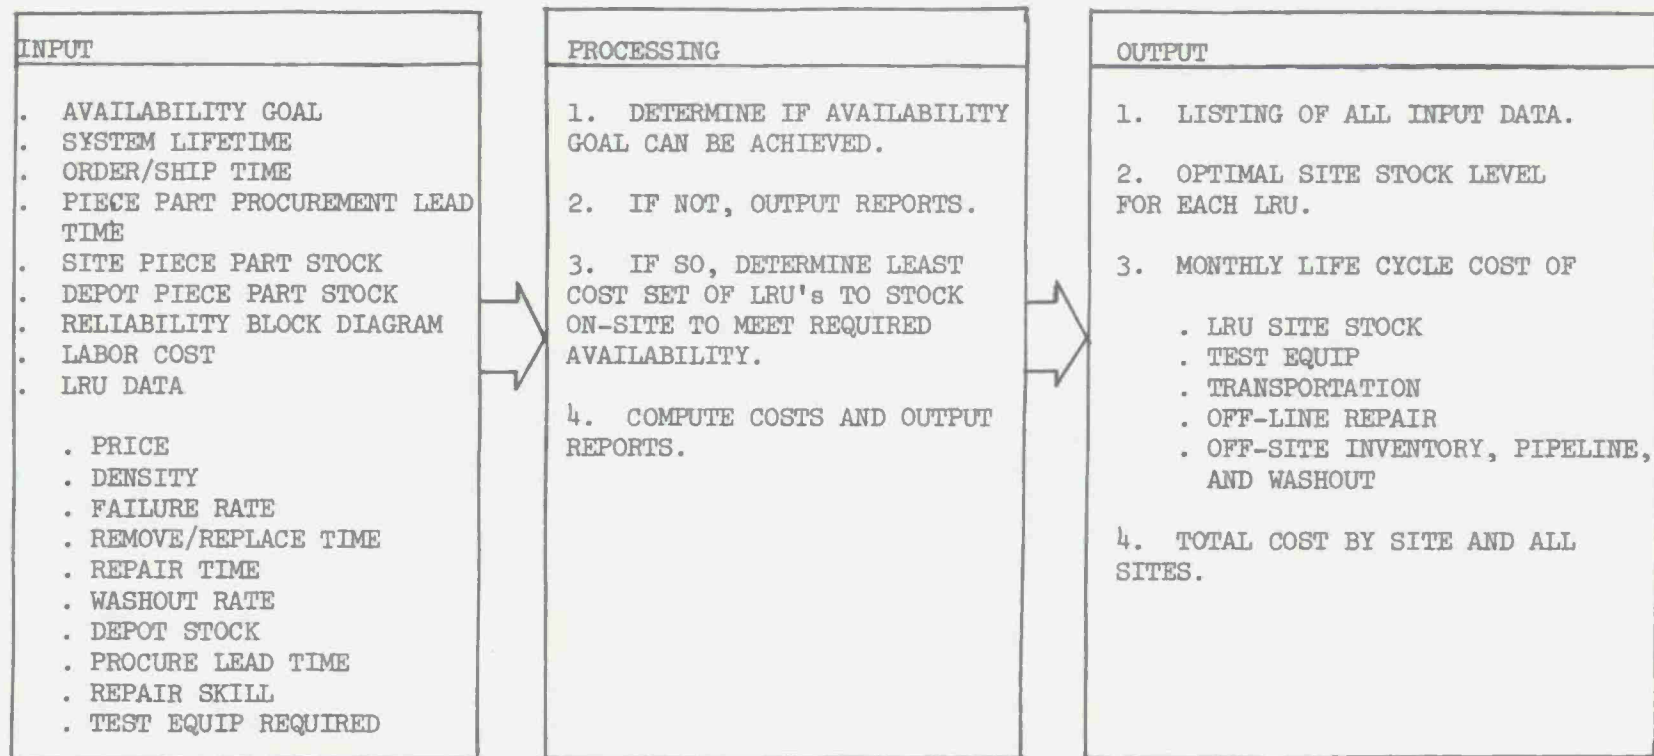 INPUT
. AVAILABILITY GOAL
. SYSTEM LIFETIME
. ORDER/SHIP TIME
. PIECE PART PROCUREMENT LEAD
TIME
. SITE PIECE PART STOCK
. DEPOT PIECE PART STOCK
. RELIABILITY BLOCK DIAGRAM
. LABOR COST
. LRU DATA
. PRICE
. DENSITY
. FAILURE RATE
. REMOVE/REPLACE TIME
. REPAIR TIME
. WASHOUT RATE
. DEPOT STOCK
. PROCURE LEAD TIME
. REPAIR SKILL
. TEST EQUIP REQUIRED
PROCESSING
1. DETERMINE IF AVAILABILITY
GOAL CAN BE ACHIEVED.
2. IF NOT, OUTPUT REPORTS.
3. IF SO, DETERMINE LEAST
COST SET OF LRU's TO STOCK
ON-SITE TO MEET REQUIRED
AVAILABILITY.
4. COMPUTE COSTS AND OUTPUT
REPORTS.
OUTPUT
1. LISTING OF ALL INPUT DATA.
2. OPTIMAL SITE STOCK LEVEL
FOR EACH LRU.
3. MONTHLY LIFE CYCLE COST OF
. LRU SITE STOCK
. TEST EQUIP
. TRANSPORTATION
. OFF-LINE REPAIR
. OFF-SITE INVENTORY, PIPELINE,
AND WASHOUT
4. TOTAL COST BY SITE AND ALL
SITES.